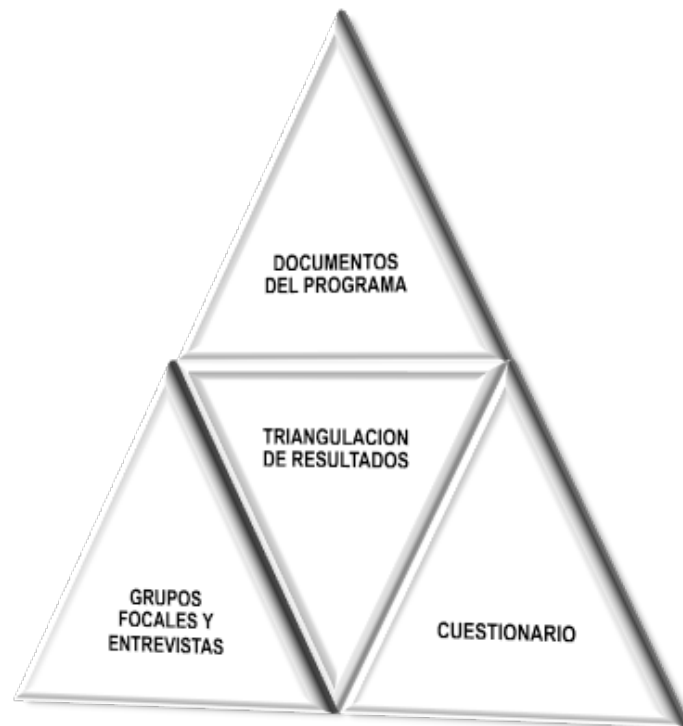 DOCUMENTOS
DEL PROGRAMA
TRIANGULACION
DE RESULTADOS
GRUPOS
FOCALES Y
ENTREVISTAS
CUESTIONARIO